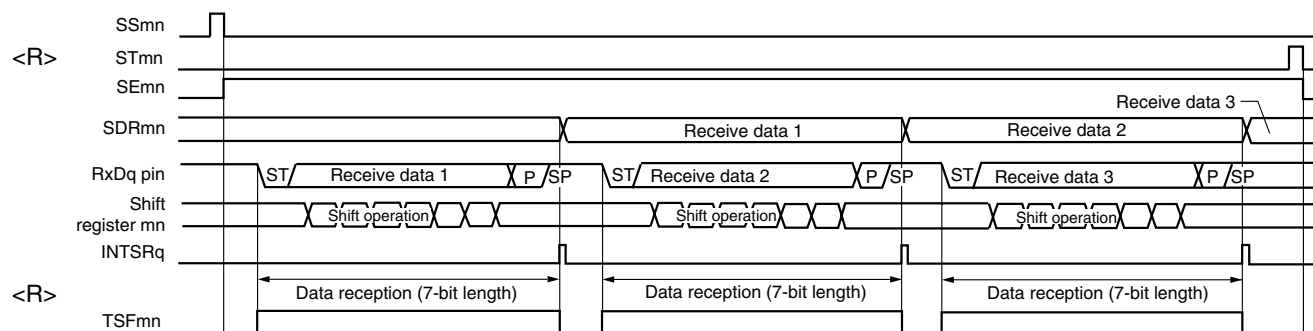 SSmn
<R>
STmn
SEmn
Receive data 3
SDRmn
Receive data 1
Receive data 2
RxDq pin
ST
Receive data 1
P
SP
ST
Receive data 2
P
SP
ST
Receive data 3
P
SP
Shift
register mn
Shift operation
Shift operation
Shift operation
INTSRq
<R>
Data reception (7-bit length)
Data reception (7-bit length)
Data reception (7-bit length)
TSFmn